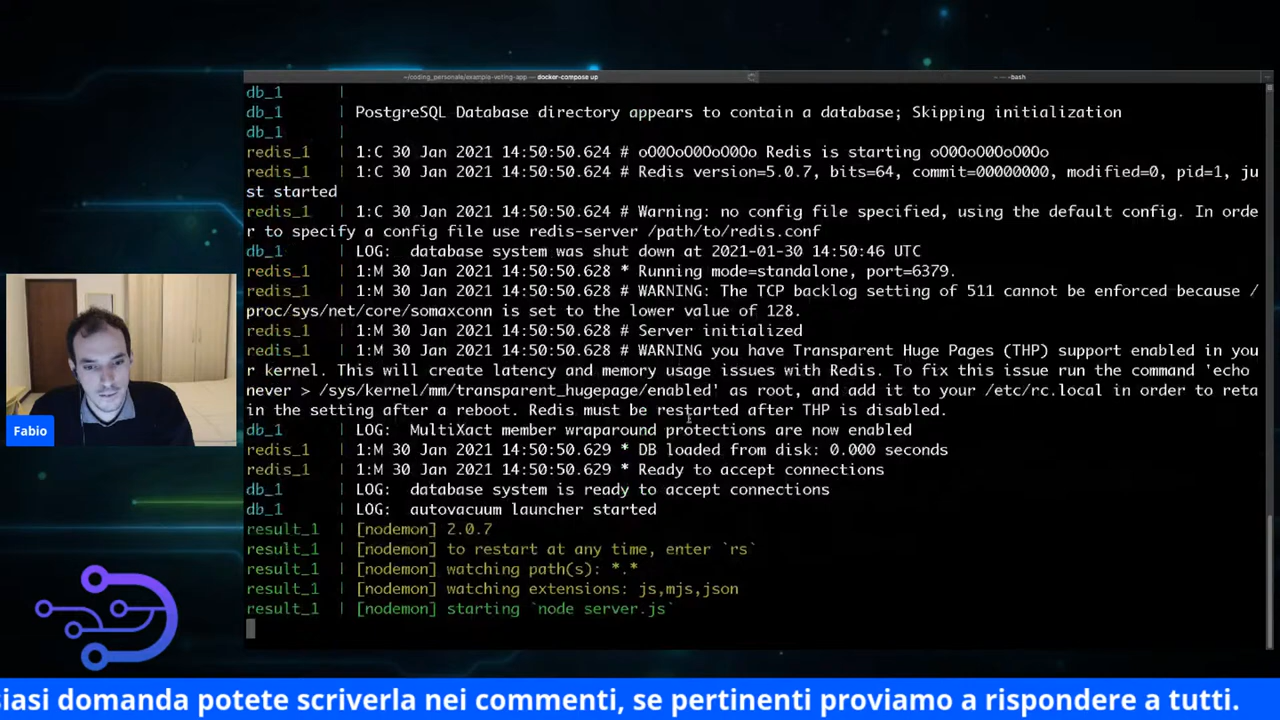 ~/coding_personale/example-voting-app — docker-compose up
~ — -bash
db_1 |
db_1 | PostgreSQL Database directory appears to contain a database; Skipping initialization
db_1 |
redis_1 | 1:C 30 Jan 2021 14:50:50.624 # oO0OoO0OoO0Oo Redis is starting oO0OoO0OoO0Oo
redis_1 | 1:C 30 Jan 2021 14:50:50.624 # Redis version=5.0.7, bits=64, commit=00000000, modified=0, pid=1, ju
st started
redis_1 | 1:C 30 Jan 2021 14:50:50.624 # Warning: no config file specified, using the default config. In orde
r to specify a config file use redis-server /path/to/redis.conf
db_1 | LOG: database system was shut down at 2021-01-30 14:50:46 UTC
redis_1 | 1:M 30 Jan 2021 14:50:50.628 * Running mode=standalone, port=6379.
redis_1 | 1:M 30 Jan 2021 14:50:50.628 # WARNING: The TCP backlog setting of 511 cannot be enforced because /
proc/sys/net/core/somaxconn is set to the lower value of 128.
redis_1 | 1:M 30 Jan 2021 14:50:50.628 # Server initialized
redis_1 | 1:M 30 Jan 2021 14:50:50.628 # WARNING you have Transparent Huge Pages (THP) support enabled in you
r kernel. This will create latency and memory usage issues with Redis. To fix this issue run the command 'echo
never > /sys/kernel/mm/transparent_hugepage/enabled' as root, and add it to your /etc/rc.local in order to reta
in the setting after a reboot. Redis must be restarted after THP is disabled.
db_1 | LOG: MultiXact member wraparound protections are now enabled
redis_1 | 1:M 30 Jan 2021 14:50:50.629 * DB loaded from disk: 0.000 seconds
redis_1 | 1:M 30 Jan 2021 14:50:50.629 * Ready to accept connections
db_1 | LOG: database system is ready to accept connections
db_1 | LOG: autovacuum launcher started
result_1 | [nodemon] 2.0.7
result_1 | [nodemon] to restart at any time, enter `rs`
result_1 | [nodemon] watching path(s): *.*
result_1 | [nodemon] watching extensions: js,mjs,json
result_1 | [nodemon] starting `node server.js`
Fabio
siasi domanda potete scriverla nei commenti, se pertinenti proviamo a rispondere a tutti.